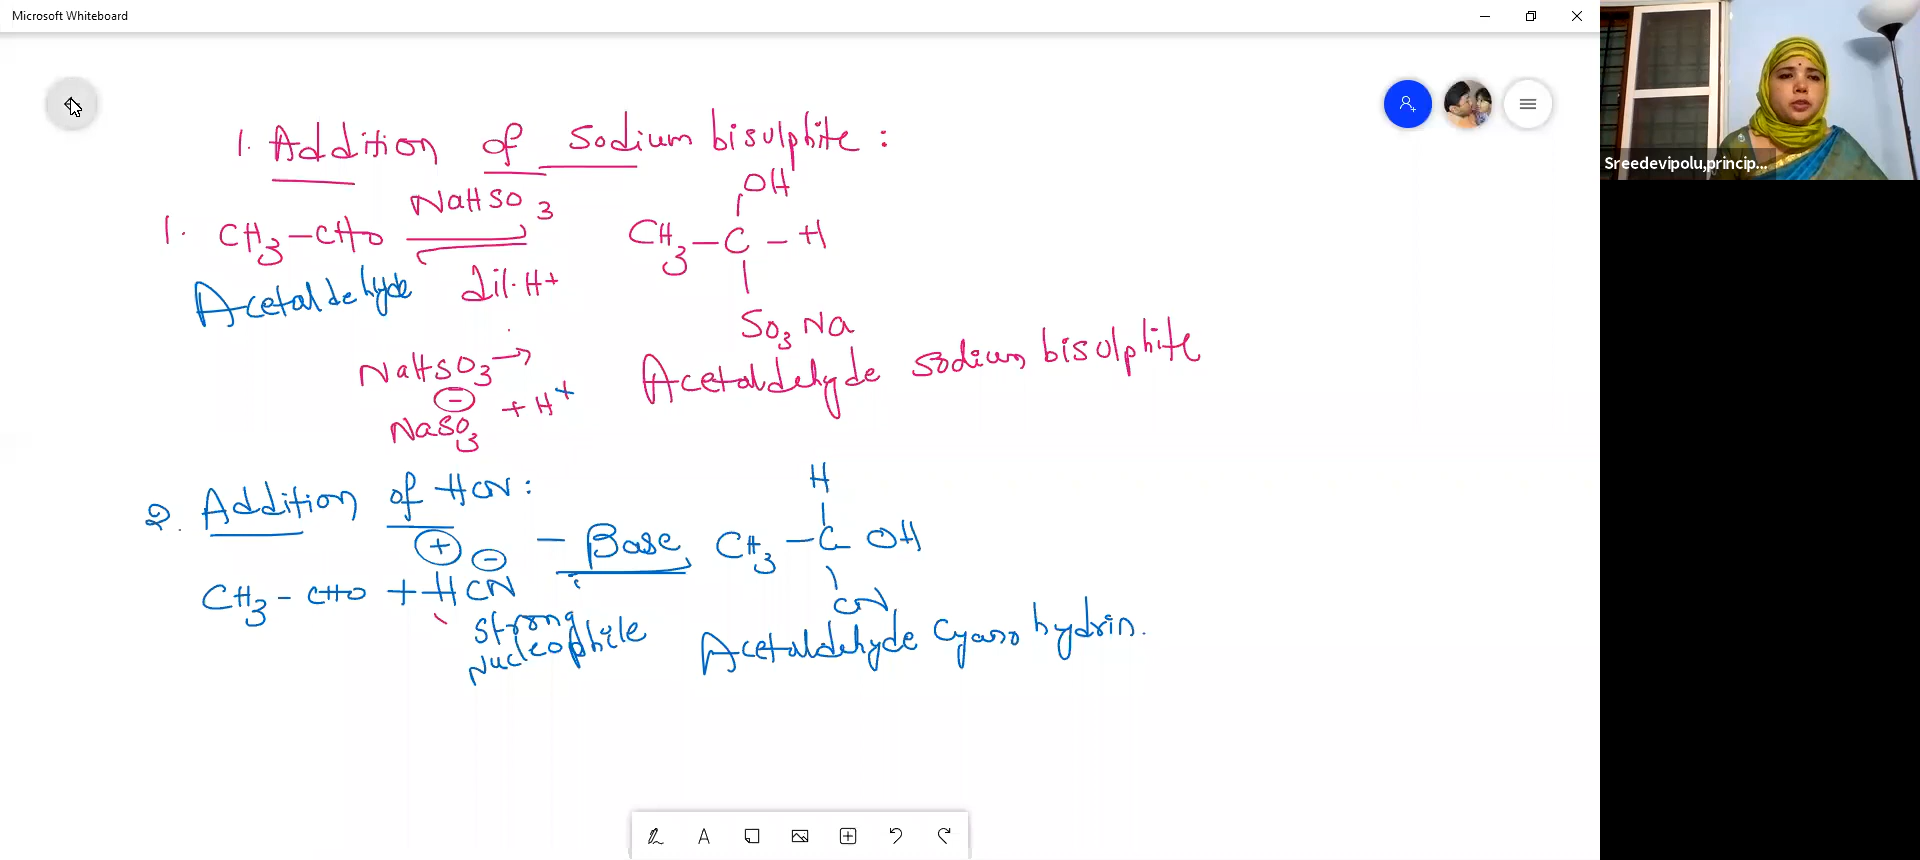 Microsoft Whiteboard
Sreedevipolu,princip...
1. Addition of sodium bisulphite :
OH
NaHSO3
1. CH3-CHO CH3-C-H
Acetaldehyde dil.H+
SO3Na
NaHSO3→ Acetaldehyde sodium bisulphite
NaSO3⊖ + H+
2. Addition of HCN : H
⊕ ⊖ - Base CH3-C OH
CH3-CHO + HCN
CN
Strong
nucleophile Acetaldehyde Cyano hydrin.
A